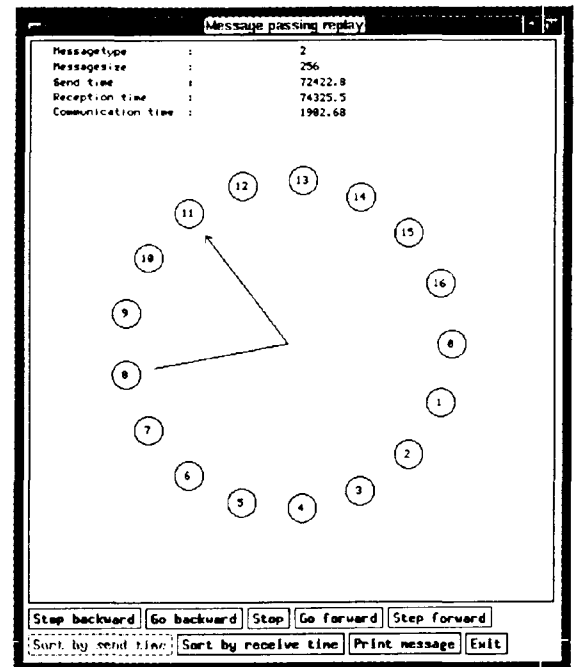 Message passing replay
Messagetype : 2
Messagesize : 256
Send time : 72422.8
Reception time : 74325.5
Communication time : 1902.68
13
12
14
11
15
10
16
9
0
8
1
7
2
6
3
5
4
Step backward Go backward Stop Go forward Step forward
Sort by send time Sort by receive time Print message Exit